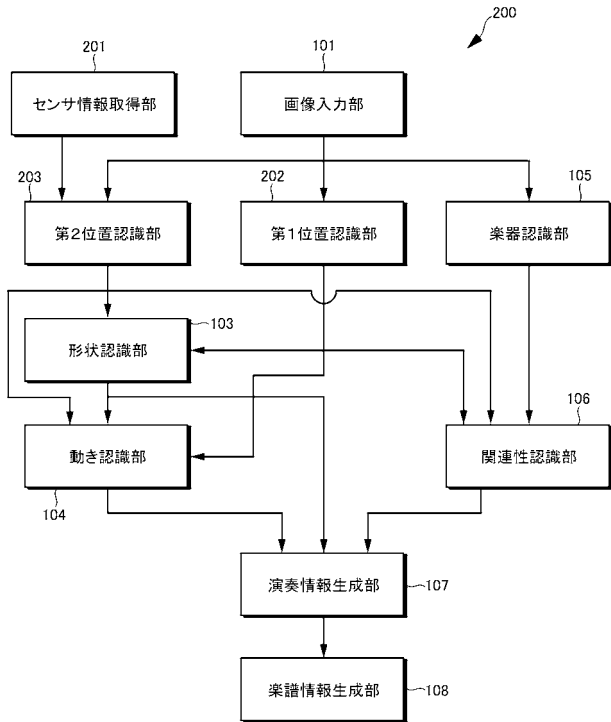 200
201
101
センサ情報取得部
画像入力部
203
202
105
第2位置認識部
第1位置認識部
楽器認識部
103
形状認識部
106
動き認識部
関連性認識部
104
演奏情報生成部
107
楽譜情報生成部
108